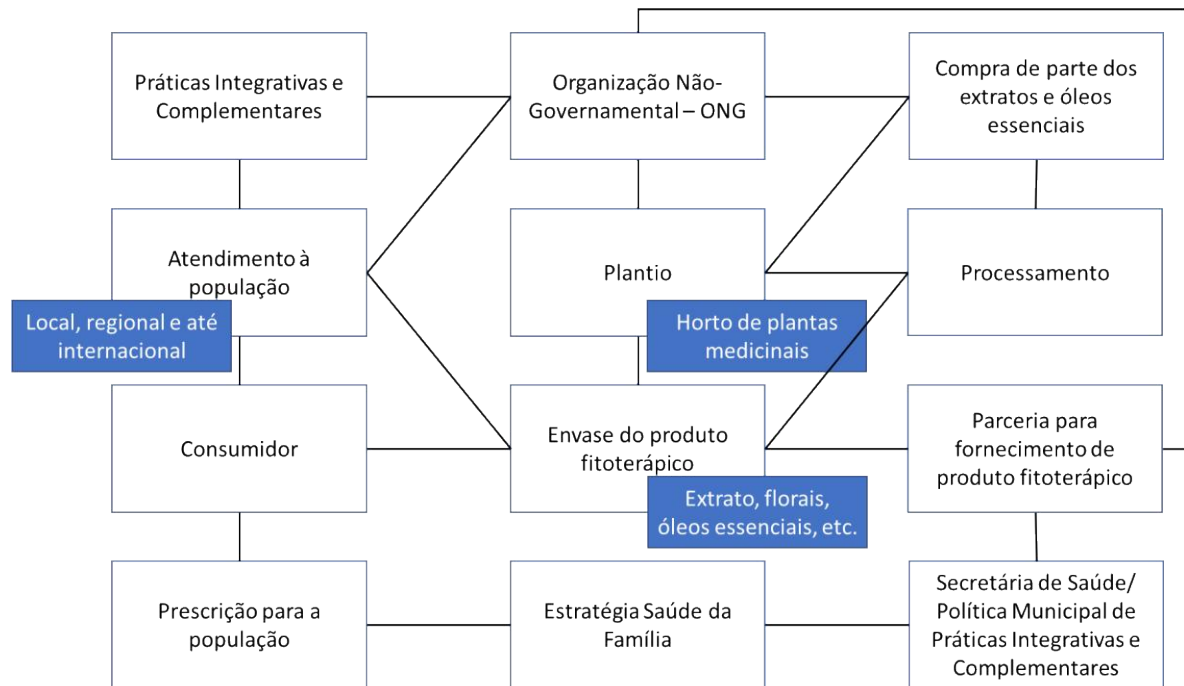 Práticas Integrativas e
Complementares
Organização Não-
Governamental – ONG
Compra de parte dos
extratos e óleos
essenciais
Atendimento à
população
Local, regional e até
internacional
Plantio
Horto de plantas
medicinais
Processamento
Consumidor
Envase do produto
fitoterápico
Extrato, florais,
óleos essenciais, etc.
Parceria para
fornecimento de
produto fitoterápico
Prescrição para a
população
Estratégia Saúde da
Família
Secretária de Saúde/
Política Municipal de
Práticas Integrativas e
Complementares